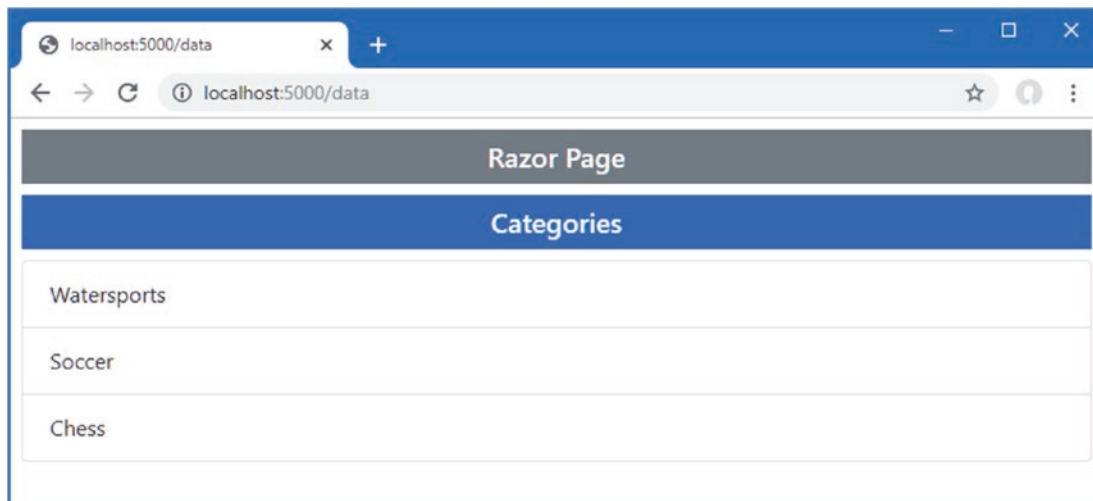 localhost:5000/data
localhost:5000/data
Razor Page
Categories
Watersports
Soccer
Chess